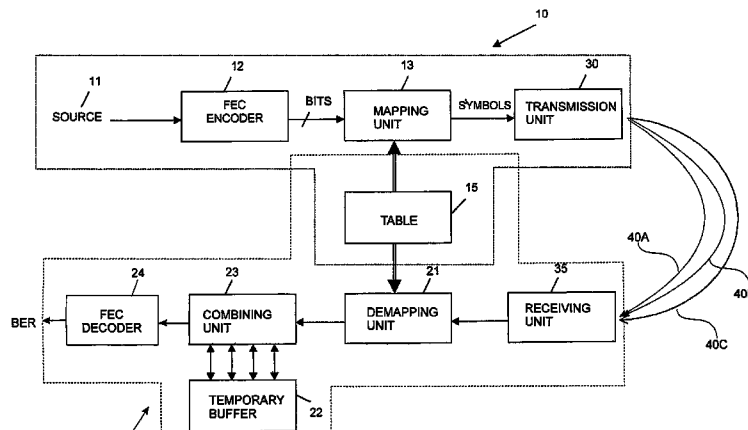 10
11
SOURCE
12
FEC
ENCODER
BITS
13
MAPPING
UNIT
SYMBOLS
30
TRANSMISSION
UNIT
15
TABLE
40A
40
40C
24
FEC
DECODER
BER
23
COMBINING
UNIT
21
DEMAPPING
UNIT
35
RECEIVING
UNIT
TEMPORARY
BUFFER
22